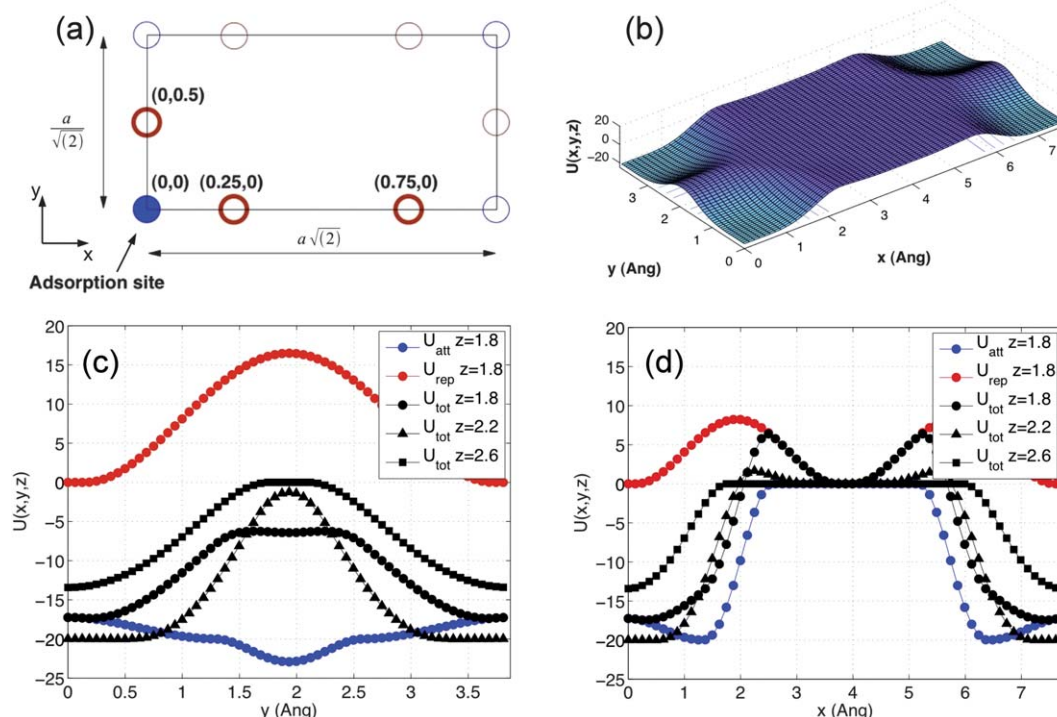 (a)
(0,0.5)
a
√(2)
(0,0)
(0.25,0)
(0.75,0)
y
x
a√(2)
Adsorption site
(b)
U(x,y,z)
20
0
−20
3
2
1
0
y (Ang)
0
1
2
3
4
5
6
7
x (Ang)
(c)
U(x,y,z)
20
15
10
5
0
−5
−10
−15
−20
−25
0
0.5
1
1.5
2
2.5
3
3.5
y (Ang)
U_att z=1.8
U_rep z=1.8
U_tot z=1.8
U_tot z=2.2
U_tot z=2.6
(d)
U(x,y,z)
20
15
10
5
0
−5
−10
−15
−20
−25
0
1
2
3
4
5
6
7
x (Ang)
U_att z=1.8
U_rep z=1.8
U_tot z=1.8
U_tot z=2.2
U_tot z=2.6